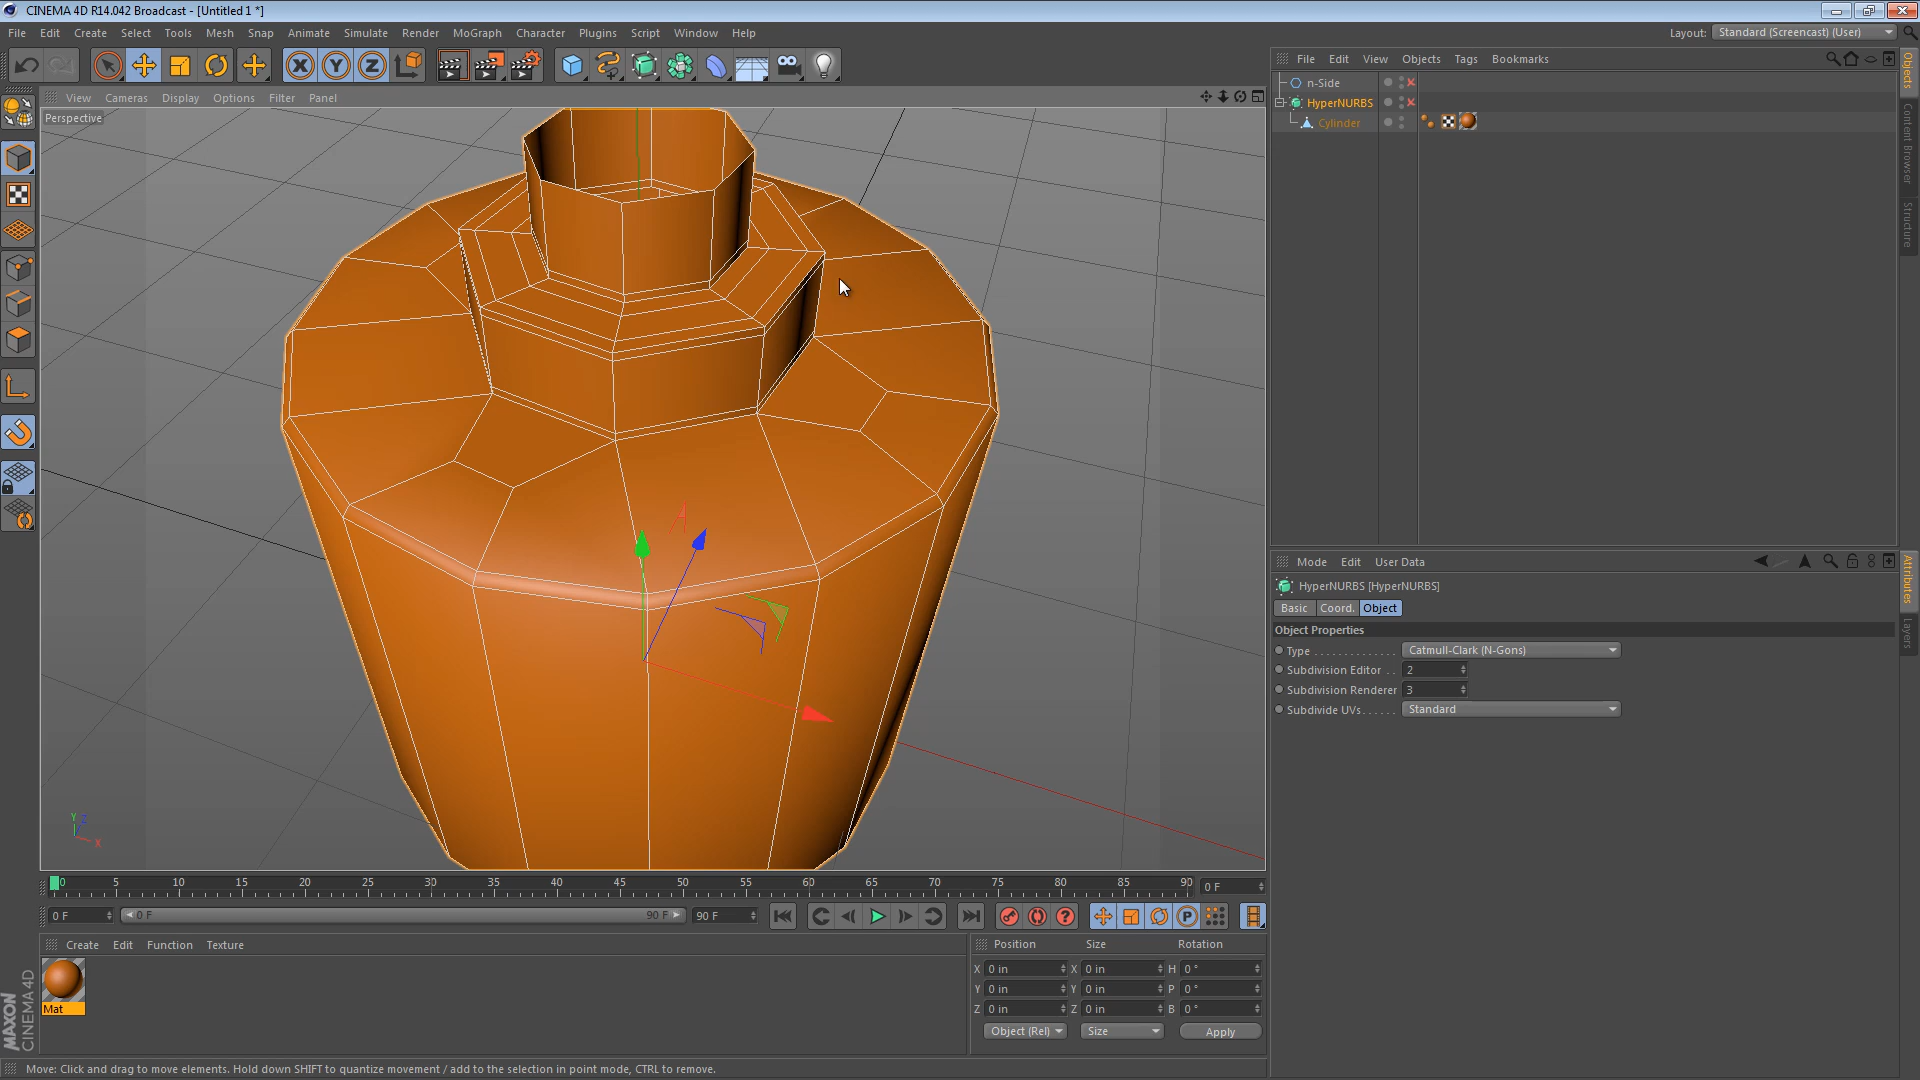 CINEMA 4D R14.042 Broadcast - [Untitled 1 *]
File Edit Create Select Tools Mesh Snap Animate Simulate Render MoGraph Character Plugins Script Window Help
Layout: Standard (Screencast) (User)
X Y Z
File Edit View Objects Tags Bookmarks
n-Side
HyperNURBS
Cylinder
Objects
Content Browser
Structure
View Cameras Display Options Filter Panel
Perspective
Y Z X
Mode Edit User Data
HyperNURBS [HyperNURBS]
Basic Coord. Object
Object Properties
Type . . . . . . . . . . . . . Catmull-Clark (N-Gons)
Subdivision Editor . . 2
Subdivision Renderer 3
Subdivide UVs. . . . . . Standard
Attributes
Layers
0 5 10 15 20 25 30 35 40 45 50 55 60 65 70 75 80 85 90 0 F
0 F 0 F 90 F 90 F
P
Create Edit Function Texture
Mat
Position Size Rotation
X 0 in X 0 in H 0 °
Y 0 in Y 0 in P 0 °
Z 0 in Z 0 in B 0 °
Object (Rel) Size Apply
MAXON
CINEMA 4D
Move: Click and drag to move elements. Hold down SHIFT to quantize movement / add to the selection in point mode, CTRL to remove.